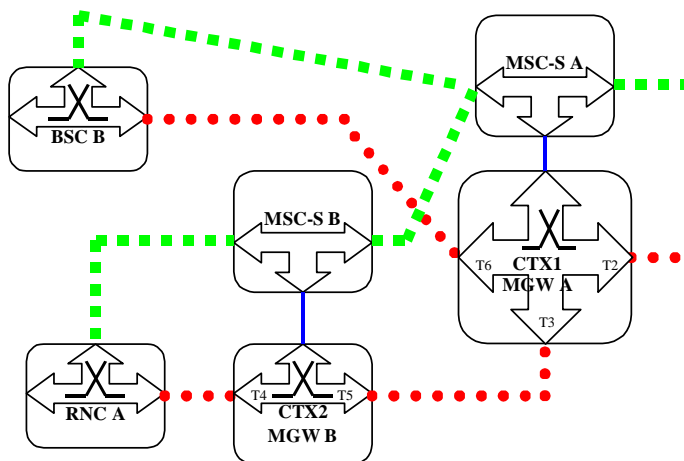 MSC-S A
BSC B
MSC-S B
T6
CTX1
T2
MGW A
T3
T4
CTX2
T5
RNC A
MGW B